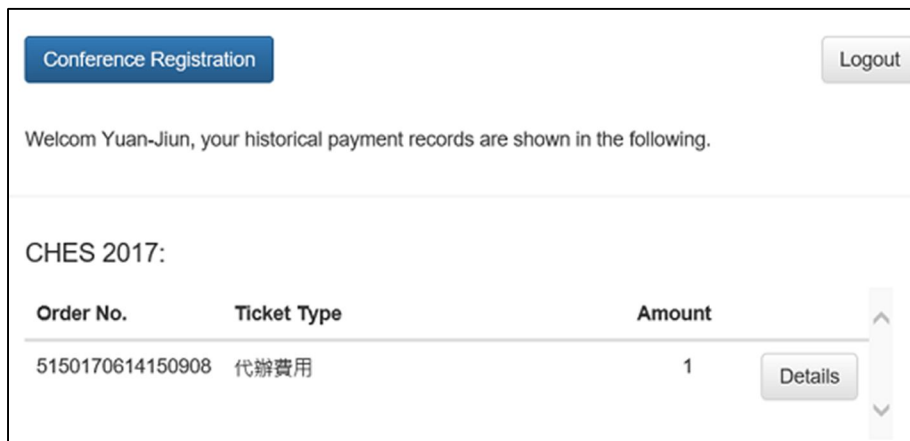 Conference Registration Logout
Welcom Yuan-Jiun, your historical payment records are shown in the following.
CHES 2017:
Order No. Ticket Type Amount
5150170614150908 代辦費用 1 Details